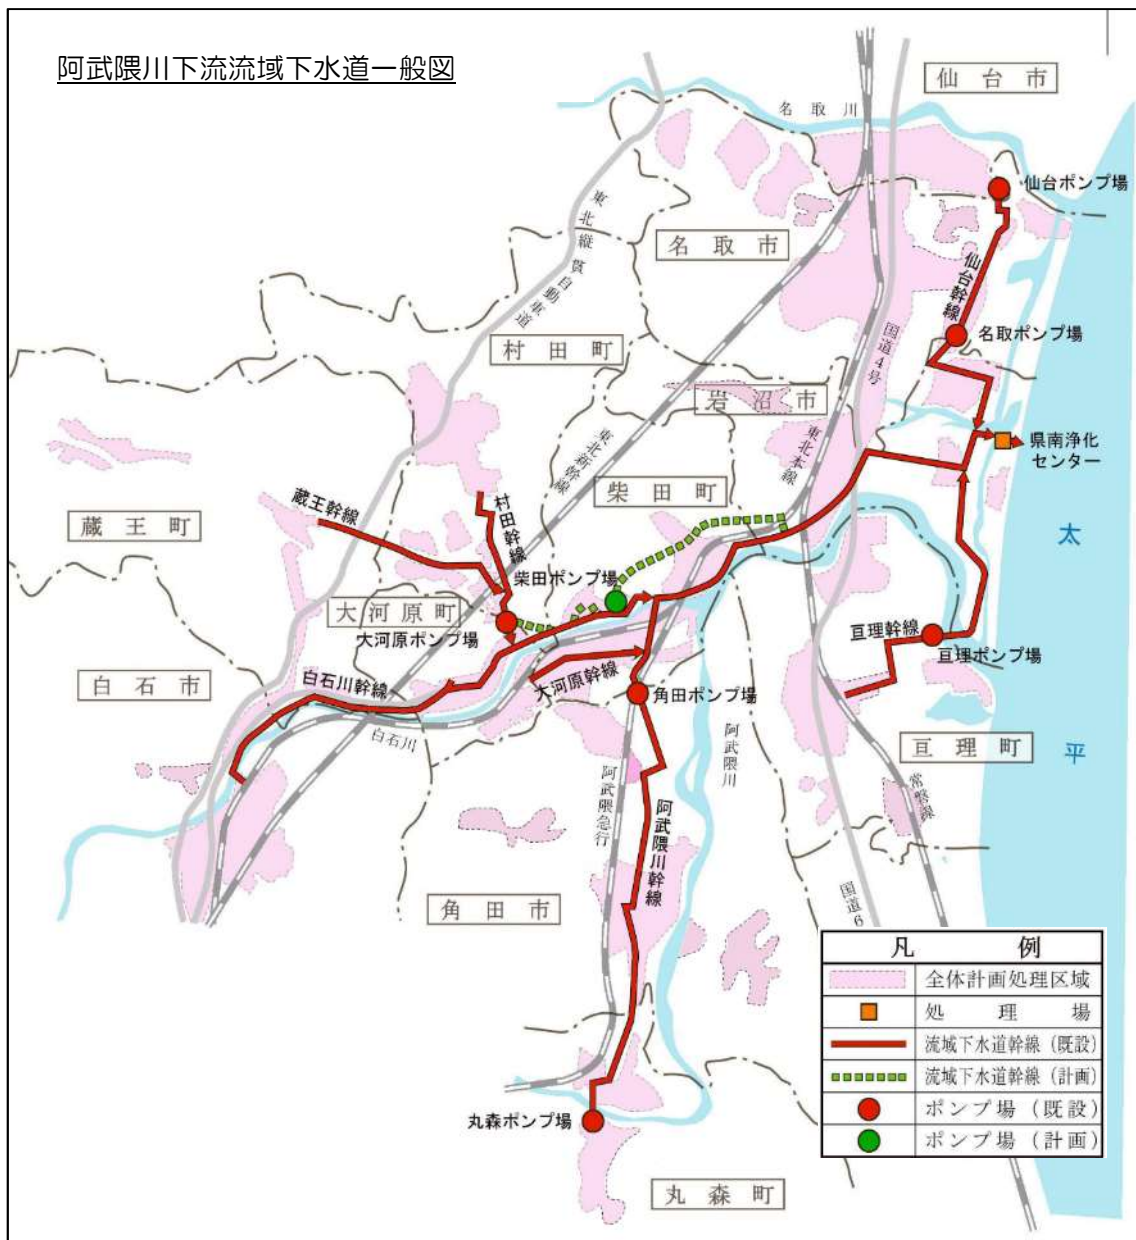 阿武隈川下流流域下水道一般図
仙台市
名取川
仙台ポンプ場
東北縦貫自動車道
名取市
仙台幹線
国道4号
名取ポンプ場
村田町
岩沼市
東北新幹線
東北本線
県南浄化
センター
柴田町
蔵王幹線
村田幹線
蔵王町
太
平
柴田ポンプ場
大河原町
大河原ポンプ場
亘理幹線
亘理ポンプ場
白石市
白石川幹線
大河原幹線
角田ポンプ場
白石川
阿武隈川
亘理町
阿武隈急行
阿武隈川幹線
常磐線
角田市
国道6
凡例
全体計画処理区域
処理場
流域下水道幹線(既設)
流域下水道幹線(計画)
ポンプ場(既設)
ポンプ場(計画)
丸森ポンプ場
丸森町